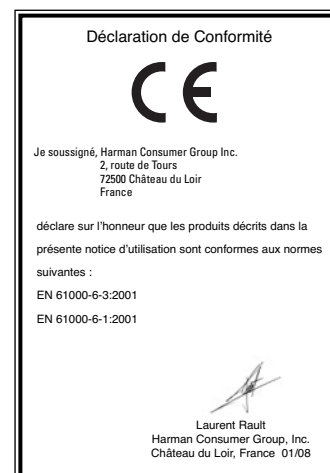 Déclaration de Conformité
CE
Je soussigné, Harman Consumer Group Inc.
2, route de Tours
72500 Château du Loir
France
déclare sur l'honneur que les produits décrits dans la
présente notice d'utilisation sont conformes aux normes
suivantes :
EN 61000-6-3:2001
EN 61000-6-1:2001
Laurent Rault
Harman Consumer Group, Inc.
Château du Loir, France 01/08